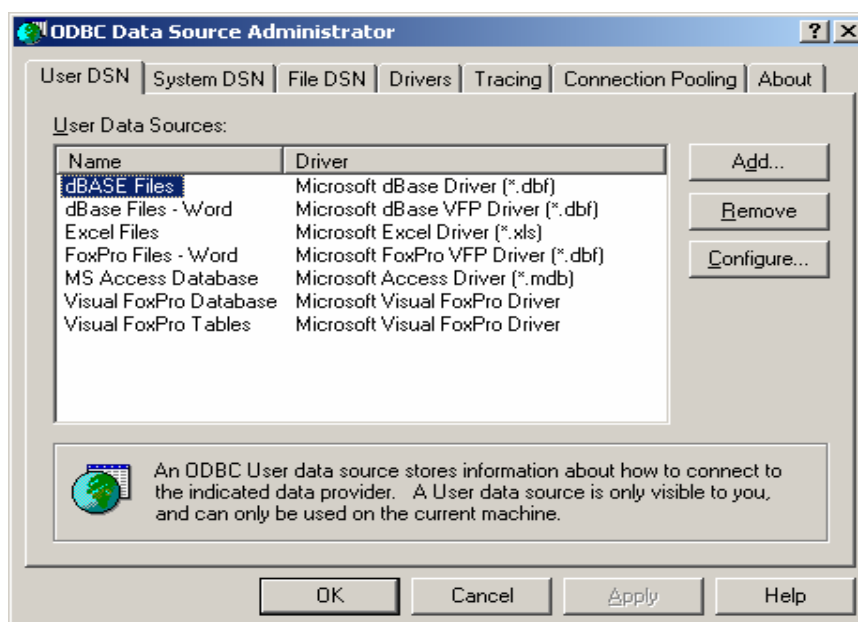 ODBC Data Source Administrator
User DSN System DSN File DSN Drivers Tracing Connection Pooling About
User Data Sources:
Name Driver
dBASE Files Microsoft dBase Driver (*.dbf)
dBase Files - Word Microsoft dBase VFP Driver (*.dbf)
Excel Files Microsoft Excel Driver (*.xls)
FoxPro Files - Word Microsoft FoxPro VFP Driver (*.dbf)
MS Access Database Microsoft Access Driver (*.mdb)
Visual FoxPro Database Microsoft Visual FoxPro Driver
Visual FoxPro Tables Microsoft Visual FoxPro Driver
Add...
Remove
Configure...
An ODBC User data source stores information about how to connect to
the indicated data provider. A User data source is only visible to you,
and can only be used on the current machine.
OK Cancel Apply Help